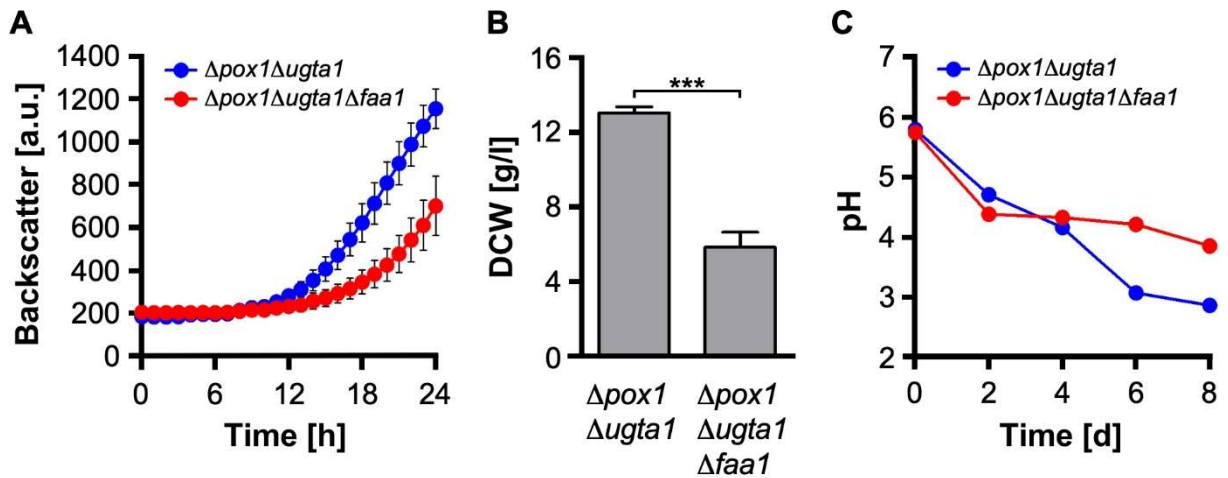 A
Backscatter [a.u.]
1400
1200
1000
800
600
400
200
0
Δpox1Δugta1
Δpox1Δugta1Δfaa1
0 6 12 18 24
Time [h]
B
DCW [g/l]
16
12
8
4
0
***
Δpox1
Δugta1
Δpox1
Δugta1
Δfaa1
C
pH
7
6
5
4
3
2
Δpox1Δugta1
Δpox1Δugta1Δfaa1
0 2 4 6 8
Time [d]